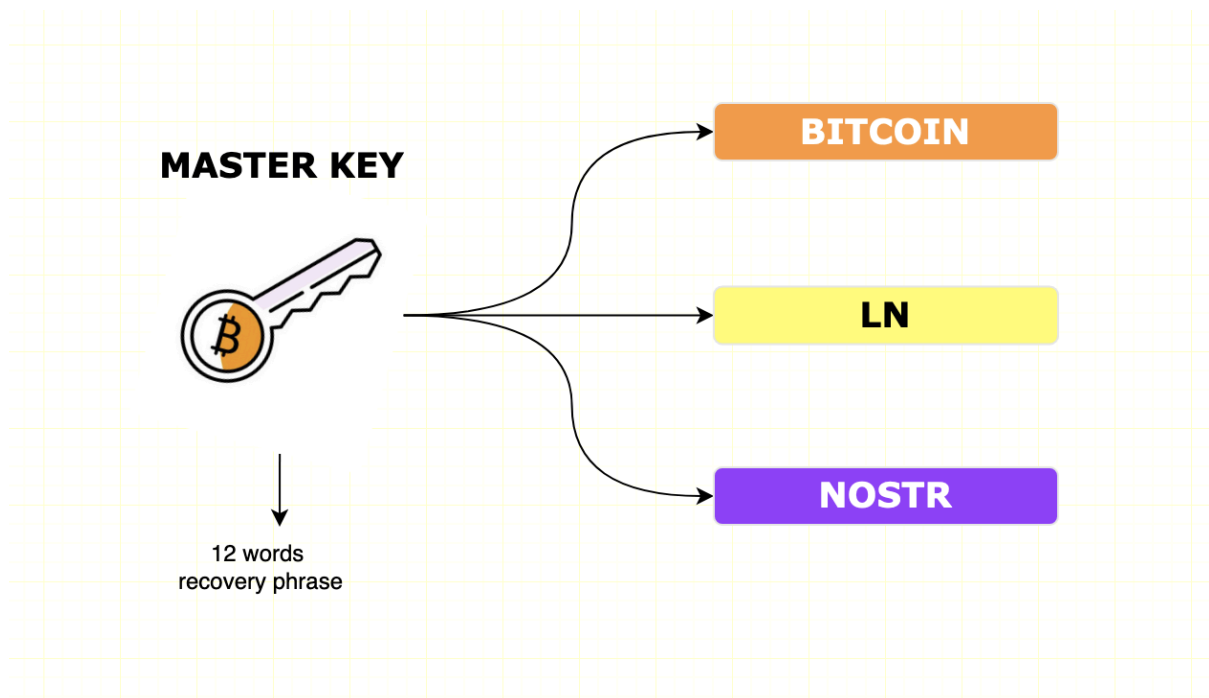 MASTER KEY
12 words
recovery phrase
BITCOIN
LN
NOSTR